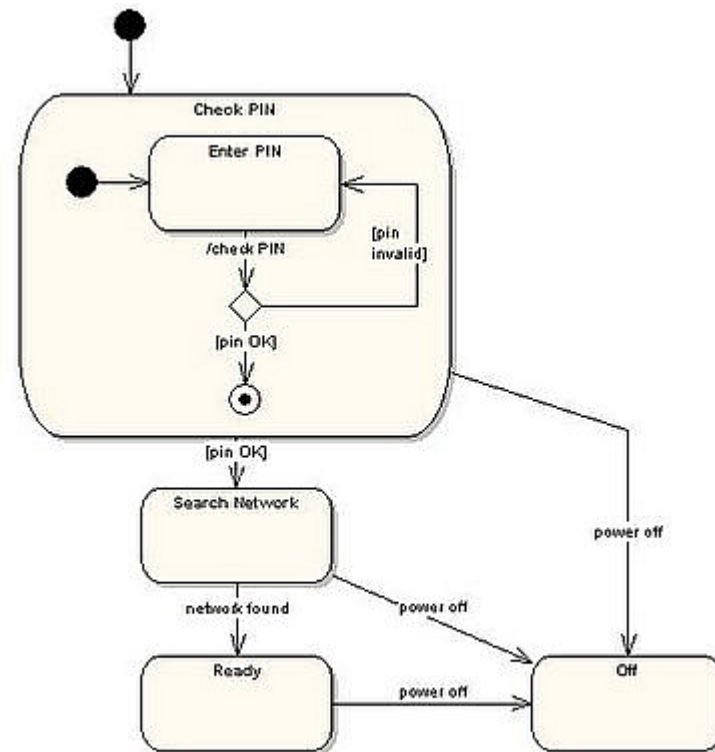 Check PIN
Enter PIN
/check PIN
[pin
invalid]
[pin OK]
[pin OK]
Search Network
power off
network found
power off
Ready
Off
power off